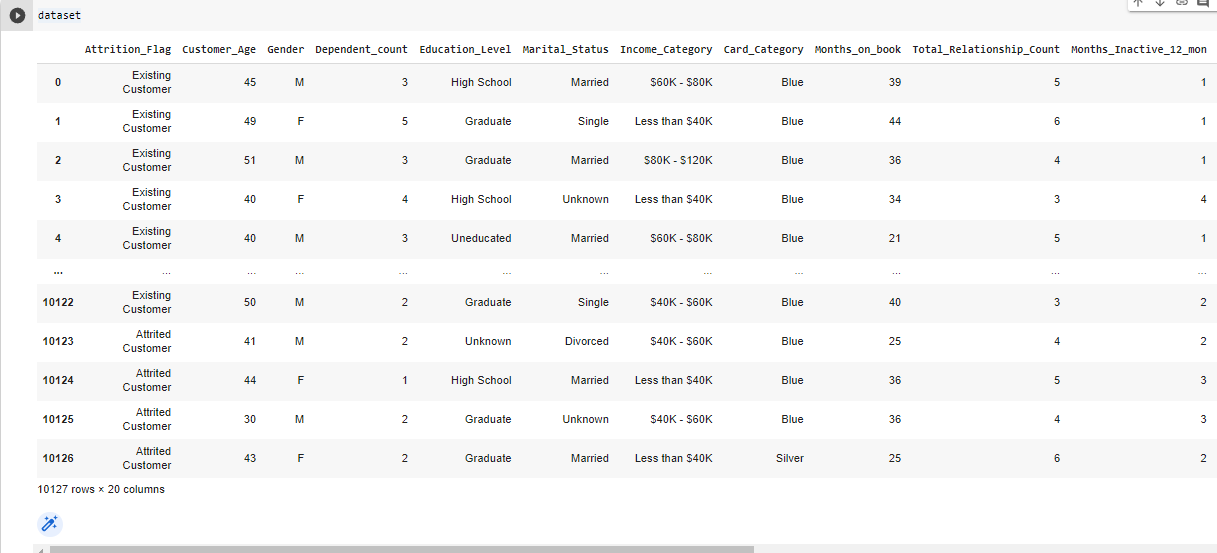 dataset
Attrition_Flag Customer_Age Gender Dependent_count Education_Level Marital_Status Income_Category Card_Category Months_on_book Total_Relationship_Count Months_Inactive_12_mon
0 Existing Customer 45 M 3 High School Married $60K - $80K Blue 39 5 1
1 Existing Customer 49 F 5 Graduate Single Less than $40K Blue 44 6 1
2 Existing Customer 51 M 3 Graduate Married $80K - $120K Blue 36 4 1
3 Existing Customer 40 F 4 High School Unknown Less than $40K Blue 34 3 4
4 Existing Customer 40 M 3 Uneducated Married $60K - $80K Blue 21 5 1
... ... ... ... ... ... ... ... ... ... ... ...
10122 Existing Customer 50 M 2 Graduate Single $40K - $60K Blue 40 3 2
10123 Attrited Customer 41 M 2 Unknown Divorced $40K - $60K Blue 25 4 2
10124 Attrited Customer 44 F 1 High School Married Less than $40K Blue 36 5 3
10125 Attrited Customer 30 M 2 Graduate Unknown $40K - $60K Blue 36 4 3
10126 Attrited Customer 43 F 2 Graduate Married Less than $40K Silver 25 6 2
10127 rows × 20 columns